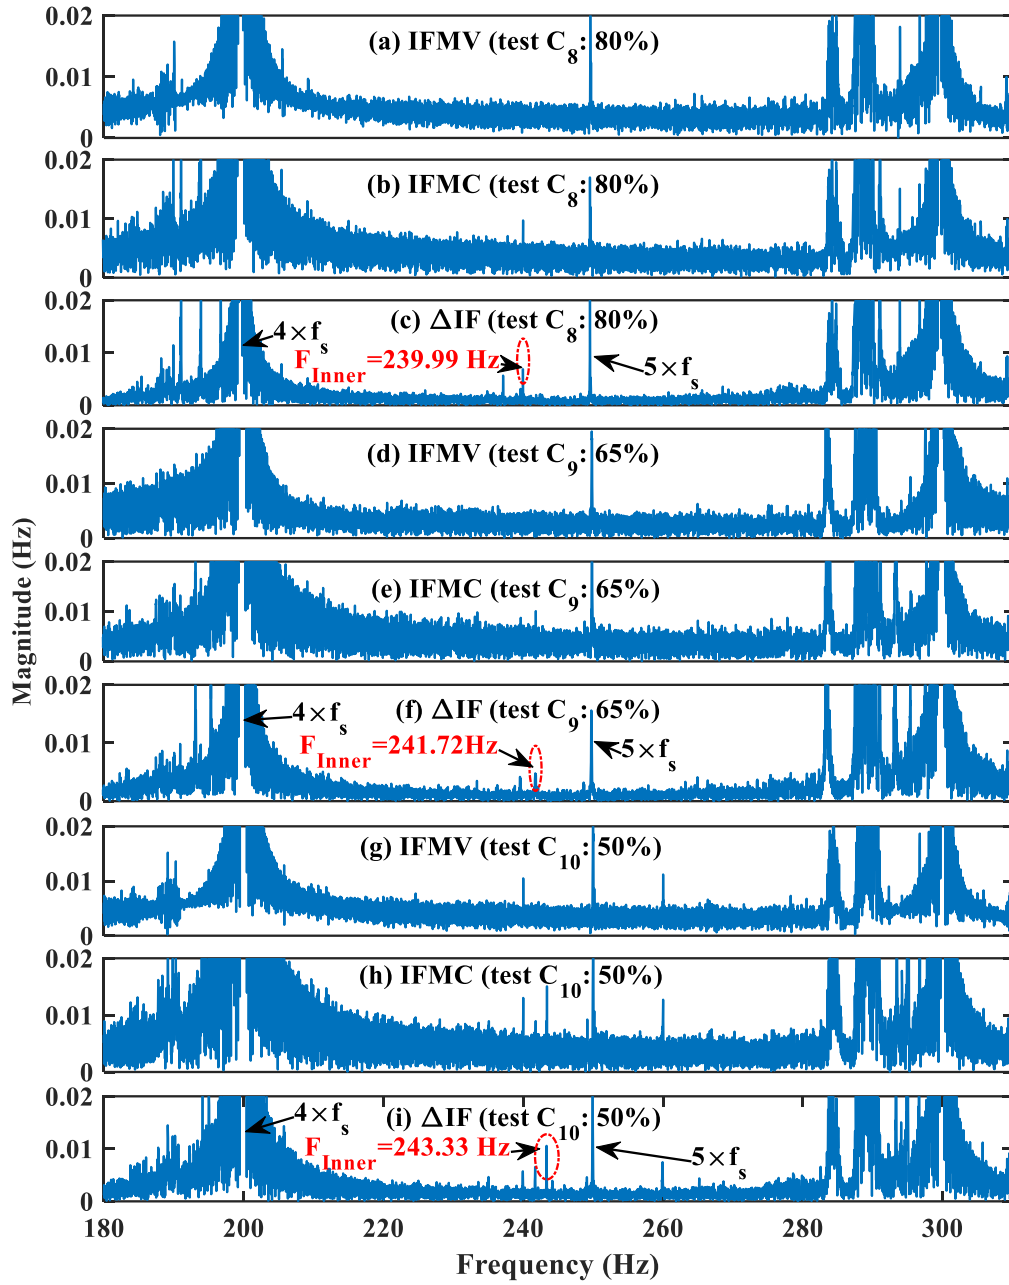 Magnitude (Hz)
0.02
(a) IFMV (test C8: 80%)
0.01
0
0.02
(b) IFMC (test C8: 80%)
0.01
0
0.02
(c) ΔIF (test C8: 80%)
4×fs
FInner=239.99 Hz
0.01
5×fs
0
0.02
(d) IFMV (test C9: 65%)
0.01
0
0.02
(e) IFMC (test C9: 65%)
0.01
0
0.02
(f) ΔIF (test C9: 65%)
4×fs
FInner=241.72Hz
0.01
5×fs
0
0.02
(g) IFMV (test C10: 50%)
0.01
0
0.02
(h) IFMC (test C10: 50%)
0.01
0
0.02
(i) ΔIF (test C10: 50%)
4×fs
FInner=243.33 Hz
0.01
5×fs
0
180 200 220 240 260 280 300
Frequency (Hz)